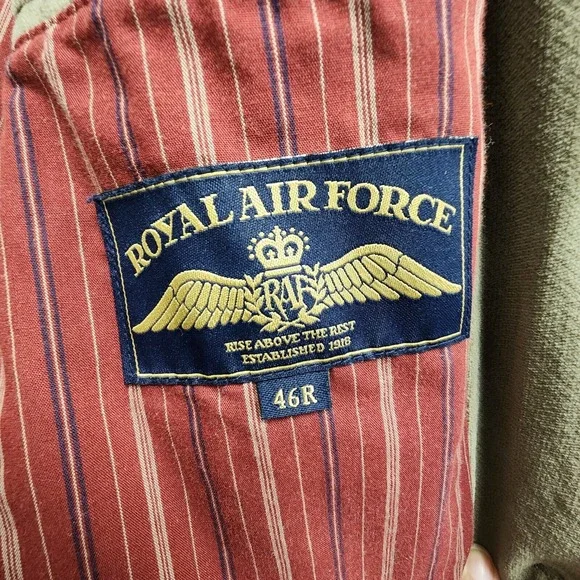 ROYAL AIR FORCE
RAF
RISE ABOVE THE REST
ESTABLISHED 1918
46R